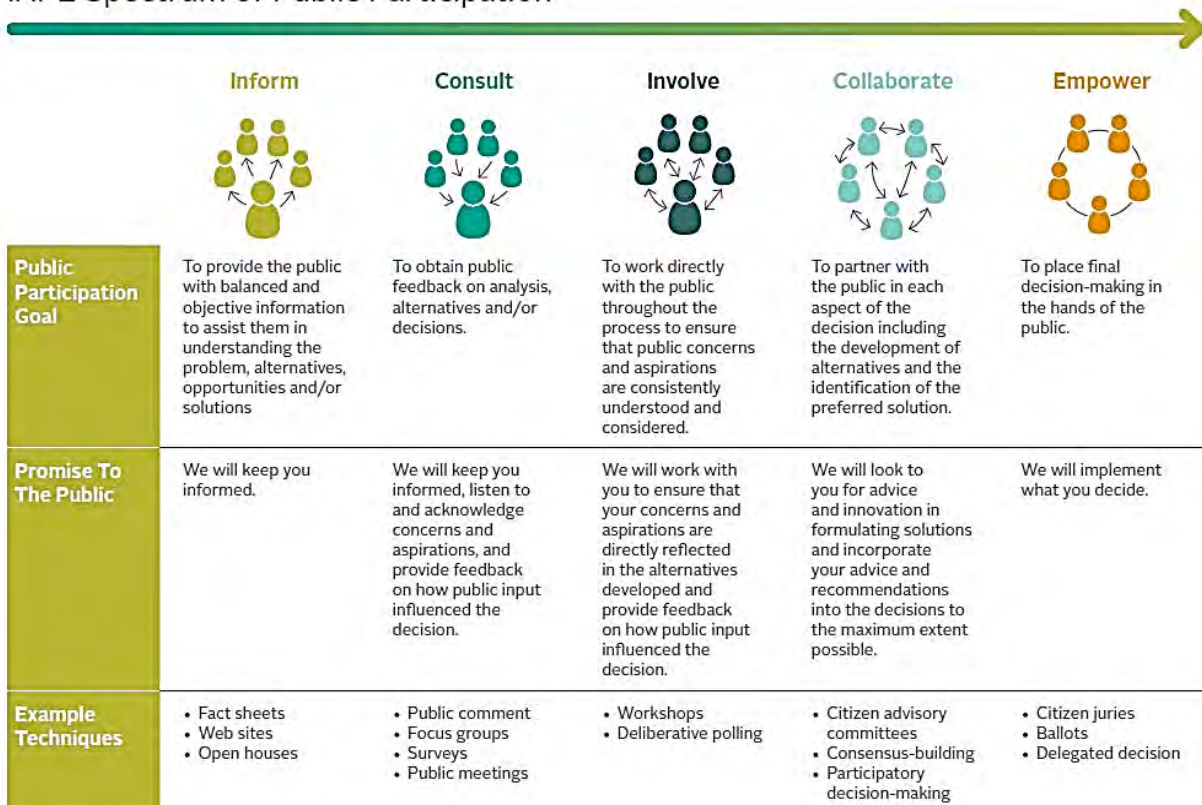 IAP2 Spectrum of Public Participation
Inform
Consult
Involve
Collaborate
Empower
Public
Participation
Goal
To provide the public
with balanced and
objective information
to assist them in
understanding the
problem, alternatives,
opportunities and/or
solutions
To obtain public
feedback on analysis,
alternatives and/or
decisions.
To work directly
with the public
throughout the
process to ensure
that public concerns
and aspirations
are consistently
understood and
considered.
To partner with
the public in each
aspect of the
decision including
the development of
alternatives and the
identification of the
preferred solution.
To place final
decision-making in
the hands of the
public.
Promise To
The Public
We will keep you
informed.
We will keep you
informed, listen to
and acknowledge
concerns and
aspirations, and
provide feedback
on how public input
influenced the
decision.
We will work with
you to ensure that
your concerns and
aspirations are
directly reflected
in the alternatives
developed and
provide feedback
on how public input
influenced the
decision.
We will look to
you for advice
and innovation in
formulating solutions
and incorporate
your advice and
recommendations
into the decisions to
the maximum extent
possible.
We will implement
what you decide.
Example
Techniques
• Fact sheets
• Web sites
• Open houses
• Public comment
• Focus groups
• Surveys
• Public meetings
• Workshops
• Deliberative polling
• Citizen advisory
committees
• Consensus-building
• Participatory
decision-making
• Citizen juries
• Ballots
• Delegated decision